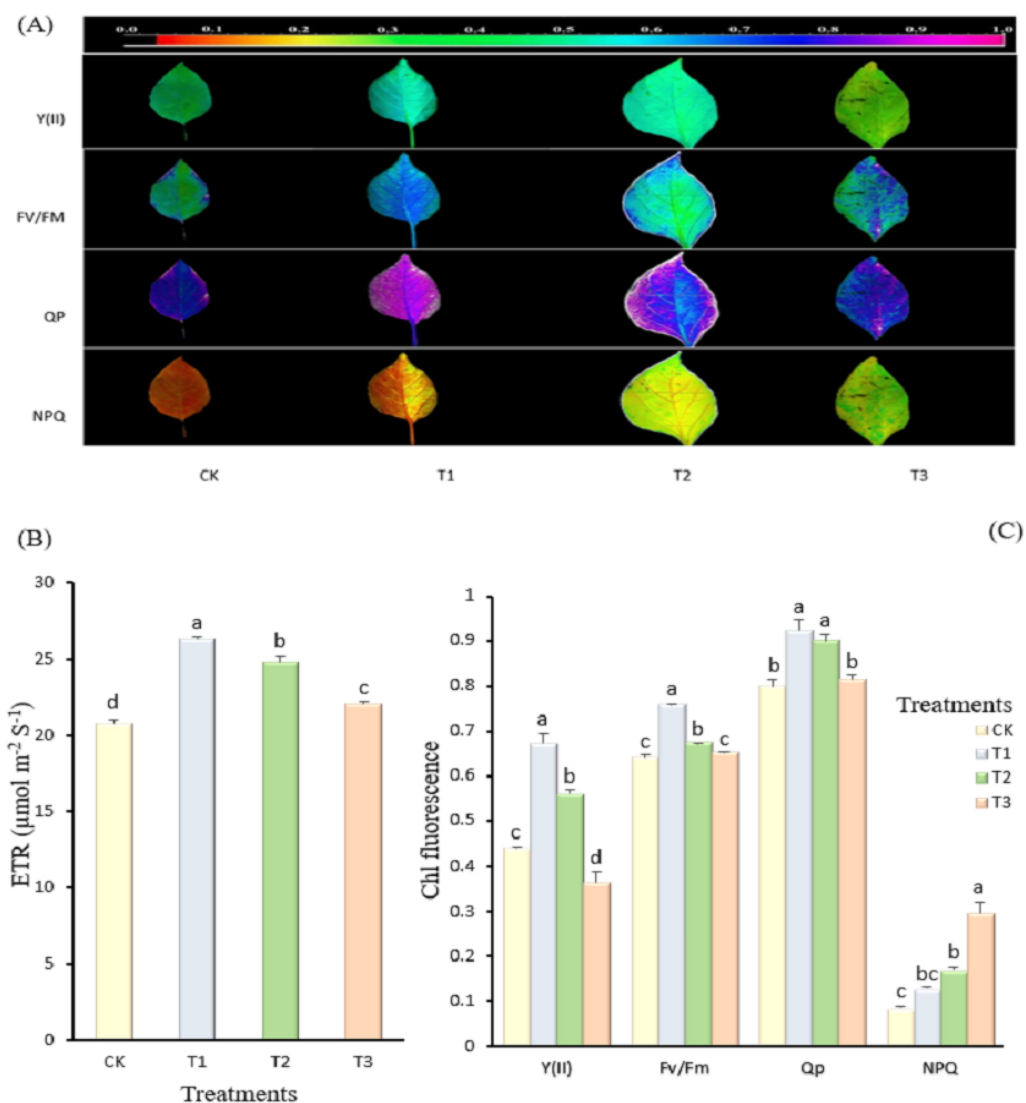 (A)
0.0 0.1 0.2 0.3 0.4 0.5 0.6 0.7 0.8 0.9 1.0
Y(II)
FV/FM
QP
NPQ
CK T1 T2 T3
(B)
(C)
ETR (µmol m-2 S-1)
30
25
20
15
10
5
0
d a b c
CK T1 T2 T3
Treatments
Chl fluorescence
1
0.9
0.8
0.7
0.6
0.5
0.4
0.3
0.2
0.1
0
c a b d
c a b c
b a a b
c bc b a
Y(II) Fv/Fm Qp NPQ
Treatments
CK
T1
T2
T3